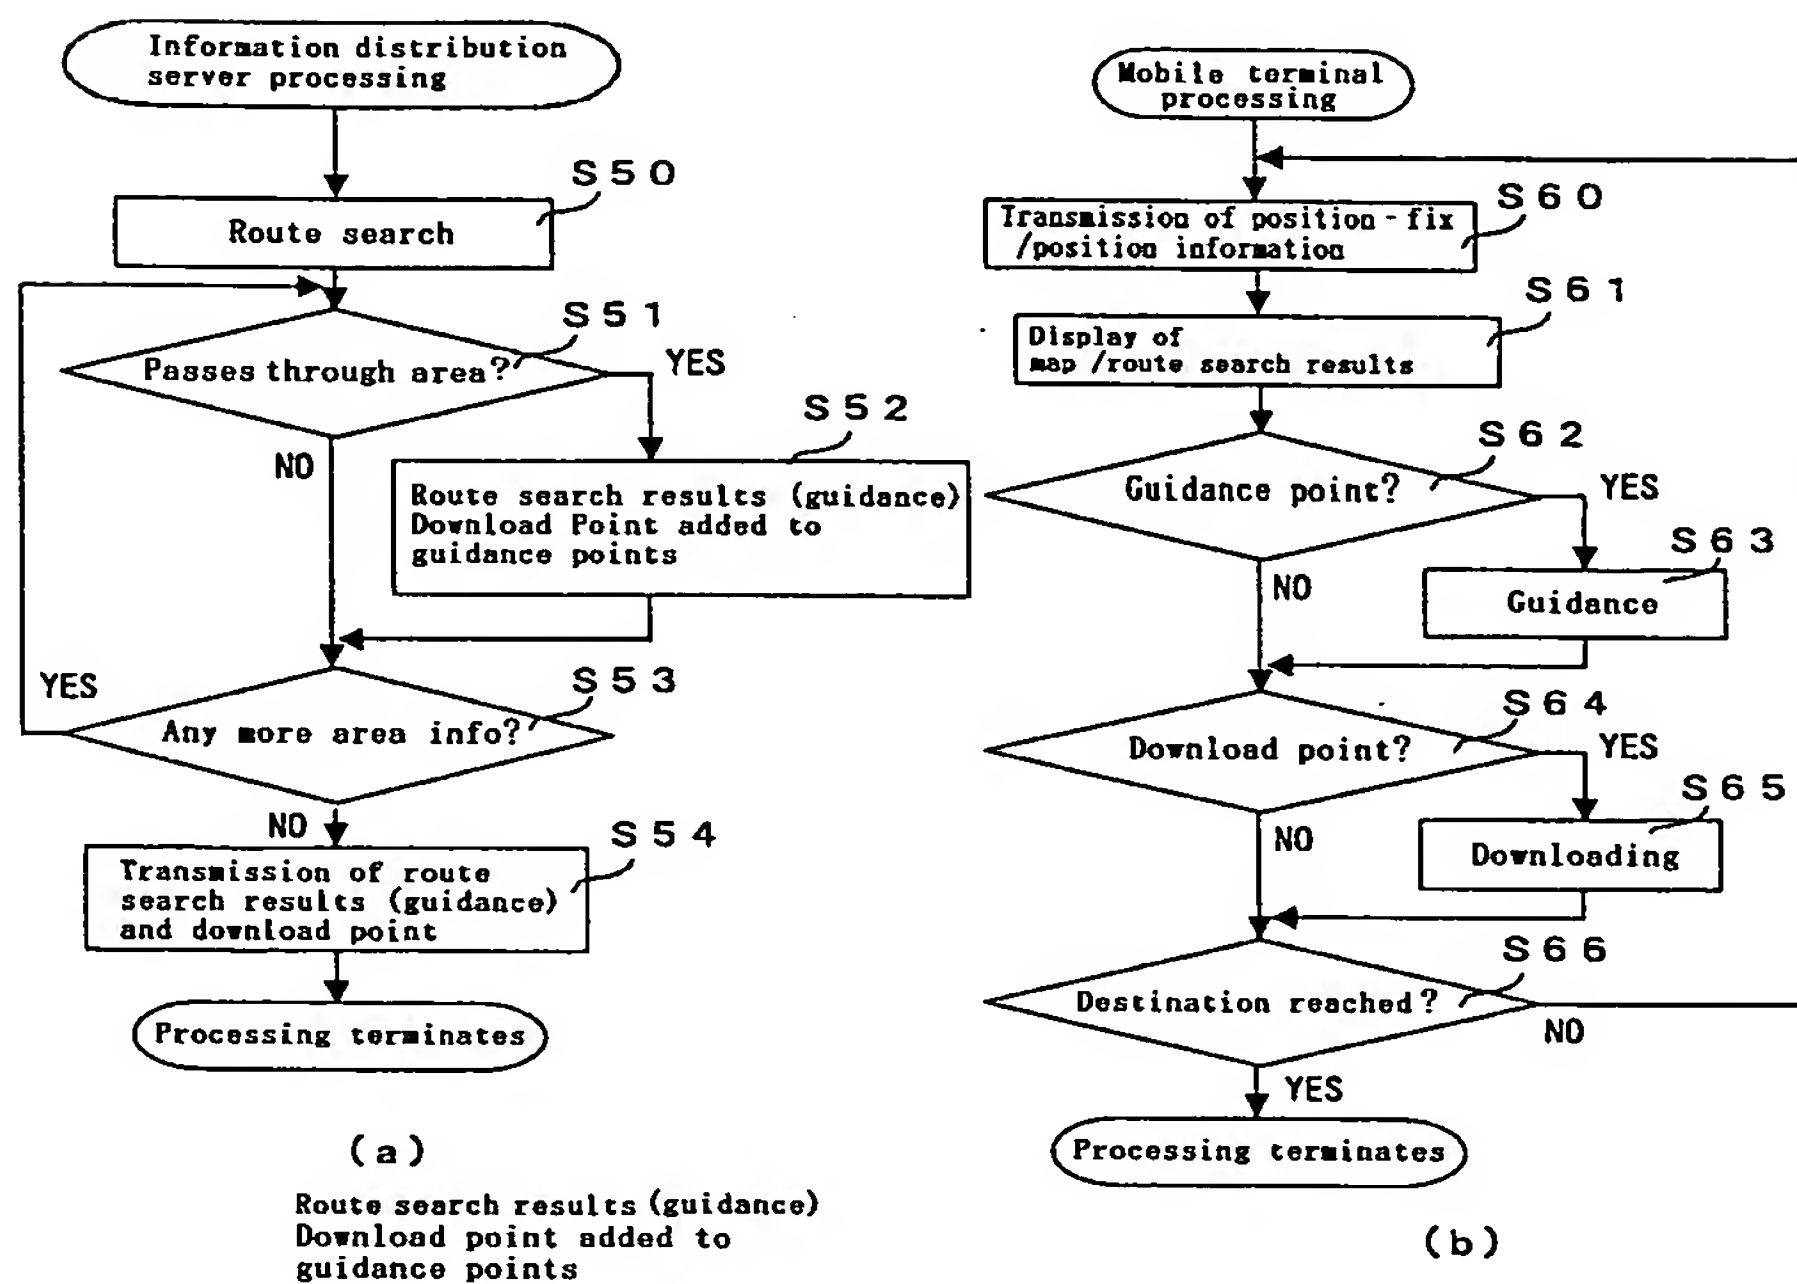 Information distribution
server processing
S50
Route search
S51
Passes through area?
YES
NO
S52
Route search results (guidance)
Download Point added to
guidance points
YES
S53
Any more area info?
NO
S54
Transmission of route
search results (guidance)
and download point
Processing terminates
(a)
Route search results (guidance)
Download point added to
guidance points
Mobile terminal
processing
S60
Transmission of position-fix
/position information
S61
Display of
map /route search results
S62
Guidance point?
YES
NO
S63
Guidance
S64
Download point?
YES
NO
S65
Downloading
S66
Destination reached?
NO
YES
Processing terminates
(b)